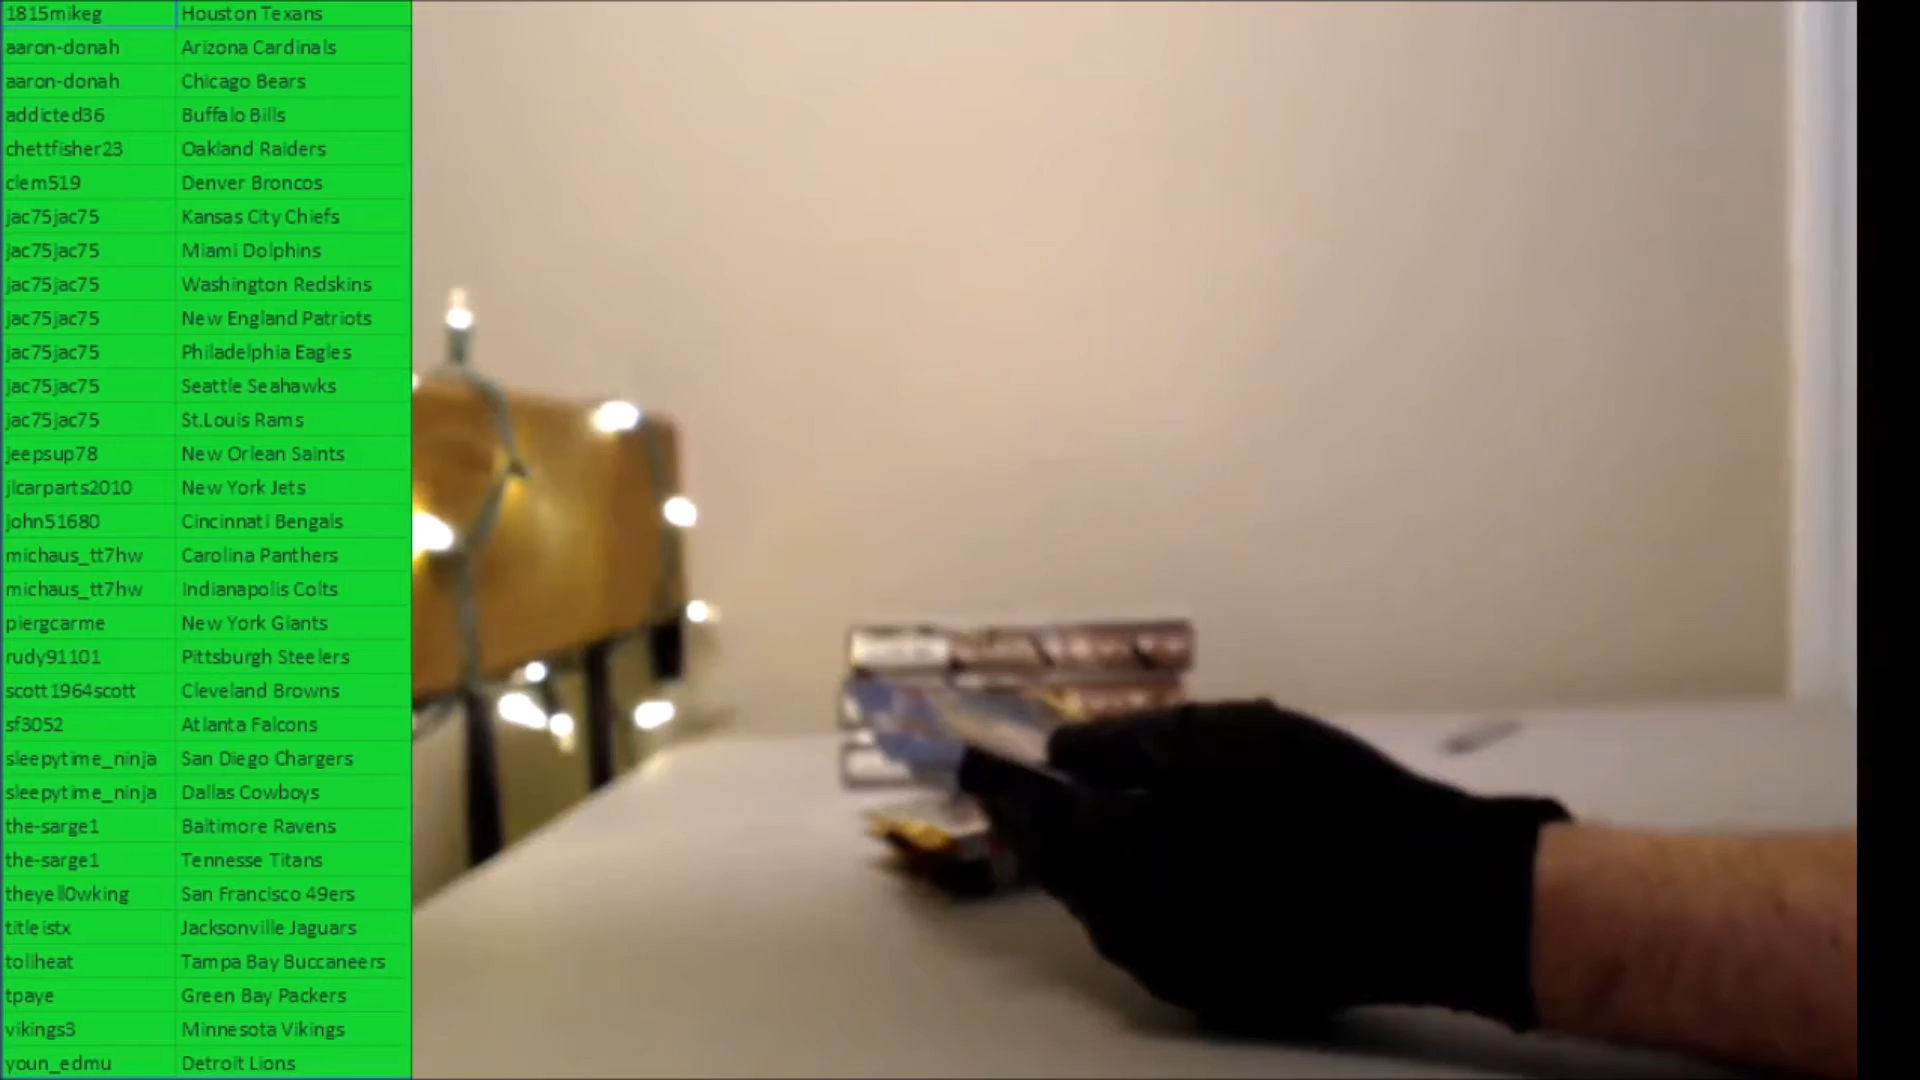 1815mikeg Houston Texans
aaron-donah Arizona Cardinals
aaron-donah Chicago Bears
addicted36 Buffalo Bills
chettfisher23 Oakland Raiders
clem519 Denver Broncos
jac75jac75 Kansas City Chiefs
jac75jac75 Miami Dolphins
jac75jac75 Washington Redskins
jac75jac75 New England Patriots
jac75jac75 Philadelphia Eagles
jac75jac75 Seattle Seahawks
jac75jac75 St.Louis Rams
jeepsup78 New Orlean Saints
jlcarparts2010 New York Jets
john51680 Cincinnati Bengals
michaus_tt7hw Carolina Panthers
michaus_tt7hw Indianapolis Colts
piergcarme New York Giants
rudy91101 Pittsburgh Steelers
scott1964scott Cleveland Browns
sf3052 Atlanta Falcons
sleepytime_ninja San Diego Chargers
sleepytime_ninja Dallas Cowboys
the-sarge1 Baltimore Ravens
the-sarge1 Tennesse Titans
theyell0wking San Francisco 49ers
titleistx Jacksonville Jaguars
tollheat Tampa Bay Buccaneers
tpaye Green Bay Packers
vikings3 Minnesota Vikings
youn_edmu Detroit Lions